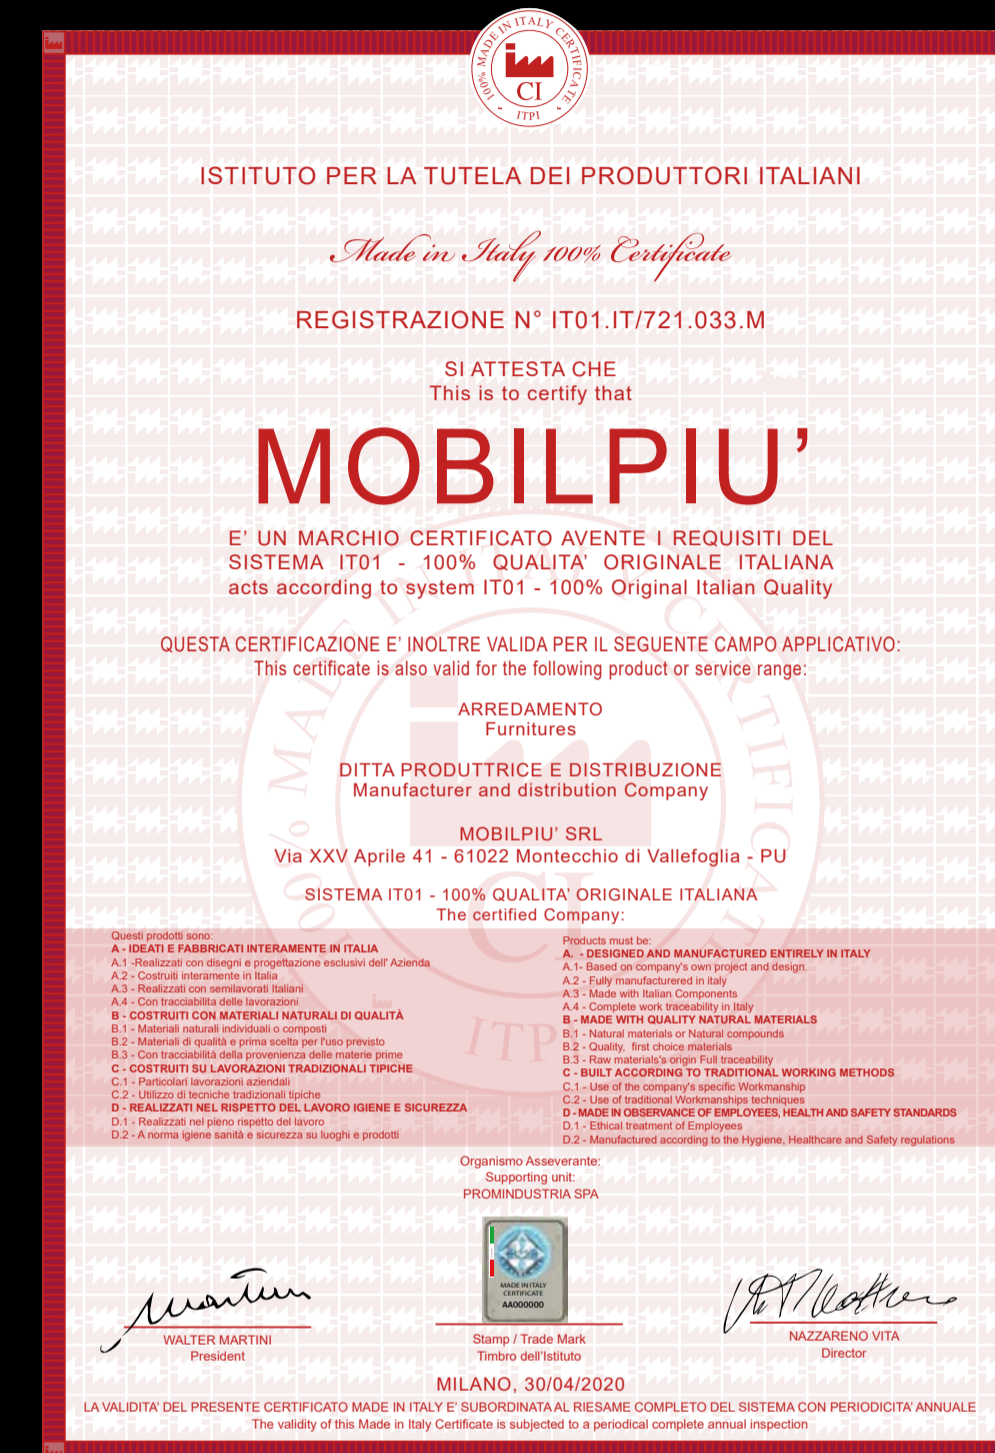 100% MADE IN ITALY CERTIFICATE
CI
ITPI
ISTITUTO PER LA TUTELA DEI PRODUTTORI ITALIANI
Made in Italy 100% Certificate
REGISTRAZIONE N° IT01.IT/721.033.M
SI ATTESTA CHE
This is to certify that
MOBILPIU’
E’ UN MARCHIO CERTIFICATO AVENTE I REQUISITI DEL
SISTEMA IT01 - 100% QUALITA’ ORIGINALE ITALIANA
acts according to system IT01 - 100% Original Italian Quality
QUESTA CERTIFICAZIONE E’ INOLTRE VALIDA PER IL SEGUENTE CAMPO APPLICATIVO:
This certificate is also valid for the following product or service range:
ARREDAMENTO
Furnitures
DITTA PRODUTTRICE E DISTRIBUZIONE
Manufacturer and distribution Company
MOBILPIU’ SRL
Via XXV Aprile 41 - 61022 Montecchio di Vallefoglia - PU
SISTEMA IT01 - 100% QUALITA’ ORIGINALE ITALIANA
The certified Company:
100% MADE IN ITALY CERTIFICATE
CI
ITPI
Questi prodotti sono:
A - IDEATI E FABBRICATI INTERAMENTE IN ITALIA
A.1 -Realizzati con disegni e progettazione esclusivi dell' Azienda
A.2 - Costruiti interamente in Italia
A.3 - Realizzati con semilavorati Italiani
A.4 - Con tracciabilita delle lavorazioni
B - COSTRUITI CON MATERIALI NATURALI DI QUALITÀ
B.1 - Materiali naturali individuali o composti
B.2 - Materiali di qualità e prima scelta per l'uso previsto
B.3 - Con tracciabilità della provenienza delle materie prime
C - COSTRUITI SU LAVORAZIONI TRADIZIONALI TIPICHE
C.1 - Particolari lavorazioni aziendali
C.2 - Utilizzo di tecniche tradizionali tipiche
D - REALIZZATI NEL RISPETTO DEL LAVORO IGIENE E SICUREZZA
D.1 - Realizzati nel pieno rispetto del lavoro
D.2 - A norma igiene sanità e sicurezza su luoghi e prodotti
Products must be:
A. - DESIGNED AND MANUFACTURED ENTIRELY IN ITALY
A.1- Based on company's own project and design.
A.2 - Fully manufacturered in italy
A.3 - Made with Italian Components
A.4 - Complete work traceability in Italy
B - MADE WITH QUALITY NATURAL MATERIALS
B.1 - Natural materials or Natural compounds
B.2 - Quality, first choice materials
B.3 - Raw materials's origin Full traceability
C - BUILT ACCORDING TO TRADITIONAL WORKING METHODS
C.1 - Use of the company's specific Workmanship
C.2 - Use of traditional Workmanships techniques
D - MADE IN OBSERVANCE OF EMPLOYEES, HEALTH AND SAFETY STANDARDS
D.1 - Ethical treatment of Employees
D.2 - Manufactured according to the Hygiene, Healthcare and Safety regulations
Organismo Asseverante:
Supporting unit:
PROMINDUSTRIA SPA
MADE IN ITALY
CERTIFICATE
AA000000
WALTER MARTINI
President
Stamp / Trade Mark
Timbro dell'Istituto
NAZZARENO VITA
Director
MILANO, 30/04/2020
LA VALIDITA’ DEL PRESENTE CERTIFICATO MADE IN ITALY E’ SUBORDINATA AL RIESAME COMPLETO DEL SISTEMA CON PERIODICITA’ ANNUALE
The validity of this Made in Italy Certificate is subjected to a periodical complete annual inspection